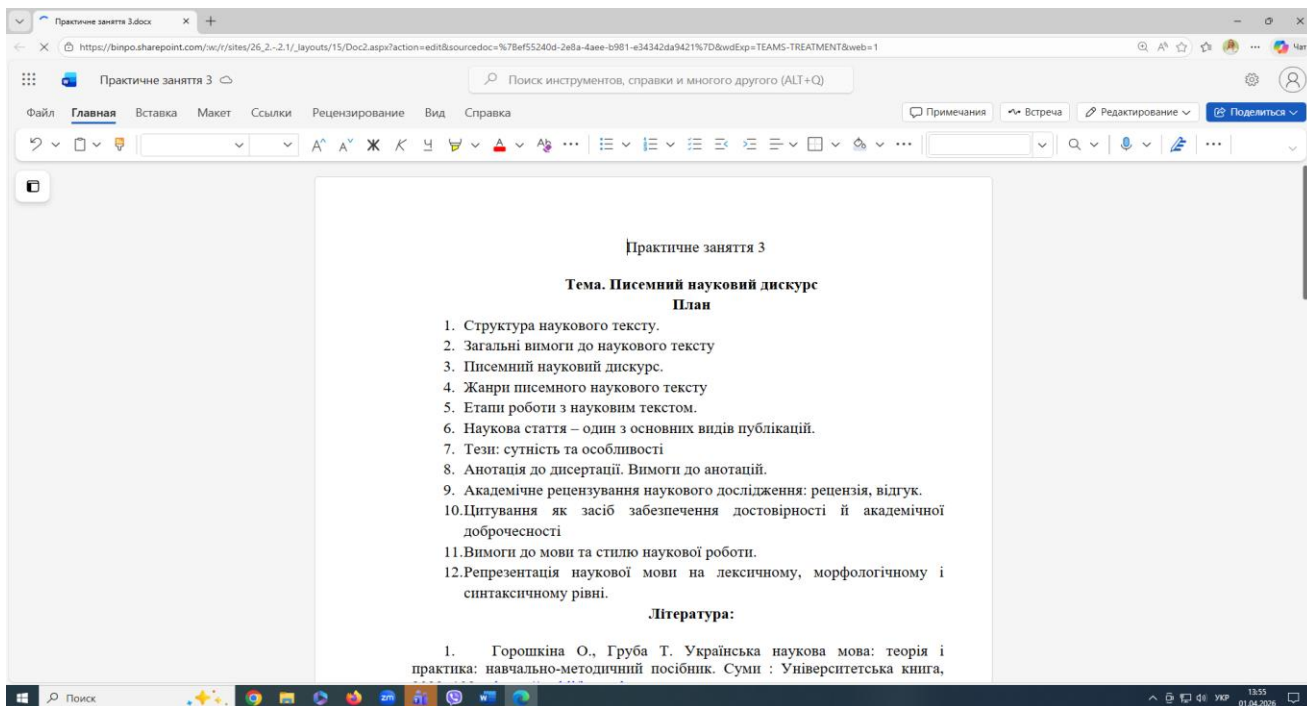 Практичне заняття 3.docx
https://binpo.sharepoint.com/:w:/r/sites/26_2.-.2.1/_layouts/15/Doc2.aspx?action=edit&sourcedoc=%7Bef55240d-2e8a-4aee-b981-e34342da9421%7D&wdExp=TEAMS-TREATMENT&web=1
Чат
Практичне заняття 3
Поиск инструментов, справки и многого другого (ALT+Q)
Файл Главная Вставка Макет Ссылки Рецензирование Вид Справка
Примечания Встреча Редактирование Поделиться
Ж К Ч
Практичне заняття 3
Тема. Писемний науковий дискурс
План
1. Структура наукового тексту.
2. Загальні вимоги до наукового тексту
3. Писемний науковий дискурс.
4. Жанри писемного наукового тексту
5. Етапи роботи з науковим текстом.
6. Наукова стаття – один з основних видів публікацій.
7. Тези: сутність та особливості
8. Анотація до дисертації. Вимоги до анотацій.
9. Академічне рецензування наукового дослідження: рецензія, відгук.
10.Цитування як засіб забезпечення достовірності й академічної
доброчесності
11.Вимоги до мови та стилю наукової роботи.
12.Репрезентація наукової мови на лексичному, морфологічному і
синтаксичному рівні.
Література:
1. Горошкіна О., Груба Т. Українська наукова мова: теорія і
практика: навчально-методичний посібник. Суми : Університетська книга,
Поиск
УКР
13:55
01.04.2026